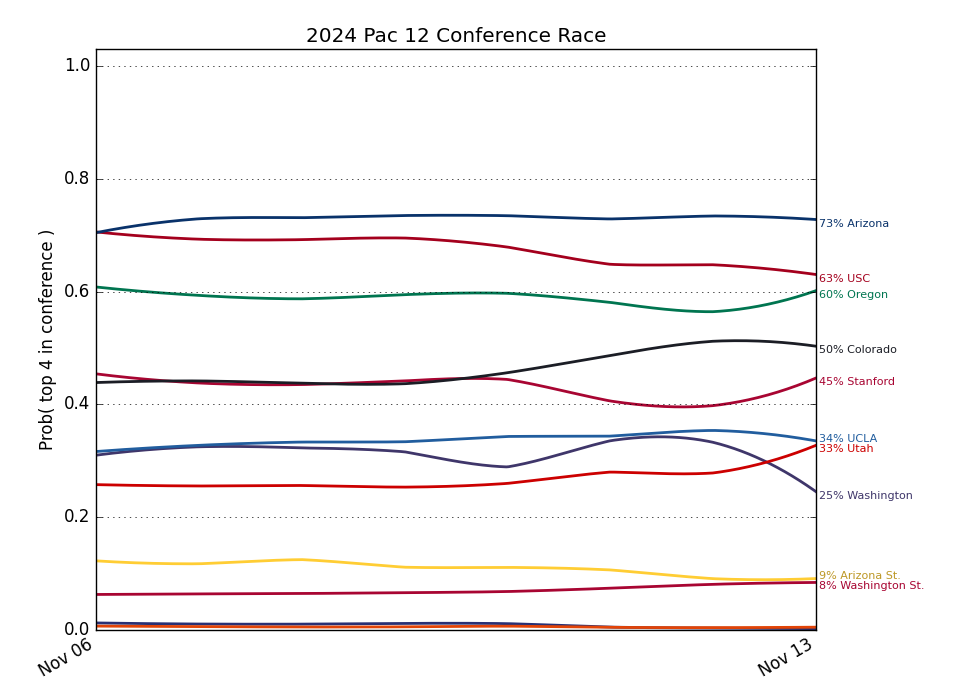 2024 Pac 12 Conference Race
Prob( top 4 in conference )
1.0
0.8
0.6
0.4
0.2
0.0
Nov 06
Nov 13
73% Arizona
63% USC
60% Oregon
50% Colorado
45% Stanford
34% UCLA
33% Utah
25% Washington
9% Arizona St.
8% Washington St.